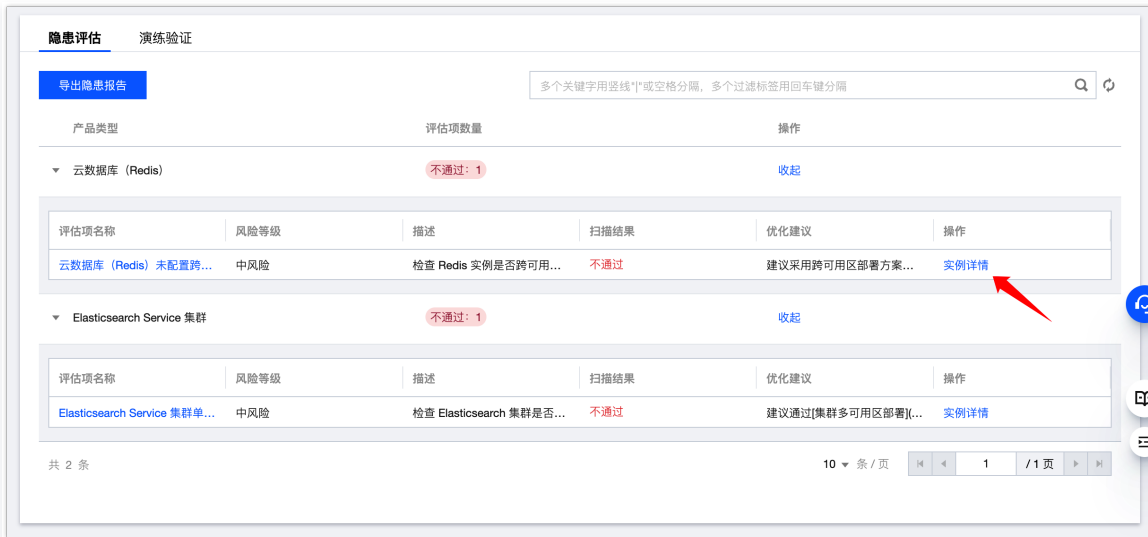 隐患评估 演练验证
导出隐患报告 多个关键字用竖线"|"或空格分隔，多个过滤标签用回车键分隔
产品类型 评估项数量 操作
云数据库（Redis） 不通过：1 收起
评估项名称 风险等级 描述 扫描结果 优化建议 操作
云数据库（Redis）未配置跨... 中风险 检查 Redis 实例是否跨可用... 不通过 建议采用跨可用区部署方案... 实例详情
Elasticsearch Service 集群 不通过：1 收起
评估项名称 风险等级 描述 扫描结果 优化建议 操作
Elasticsearch Service 集群单... 中风险 检查 Elasticsearch 集群是否... 不通过 建议通过[集群多可用区部署](... 实例详情
共 2 条 10 条 / 页 1 / 1 页